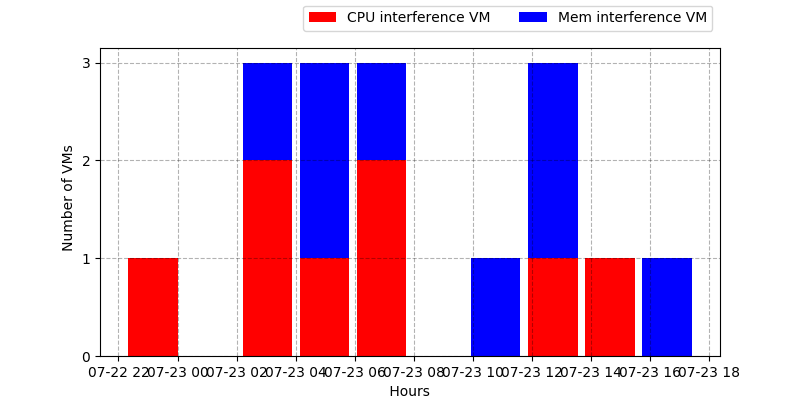 CPU interference VM Mem interference VM
3
2
1
0
Number of VMs
07-22 22 07-23 00 07-23 02 07-23 04 07-23 06 07-23 08 07-23 10 07-23 12 07-23 14 07-23 16 07-23 18
Hours